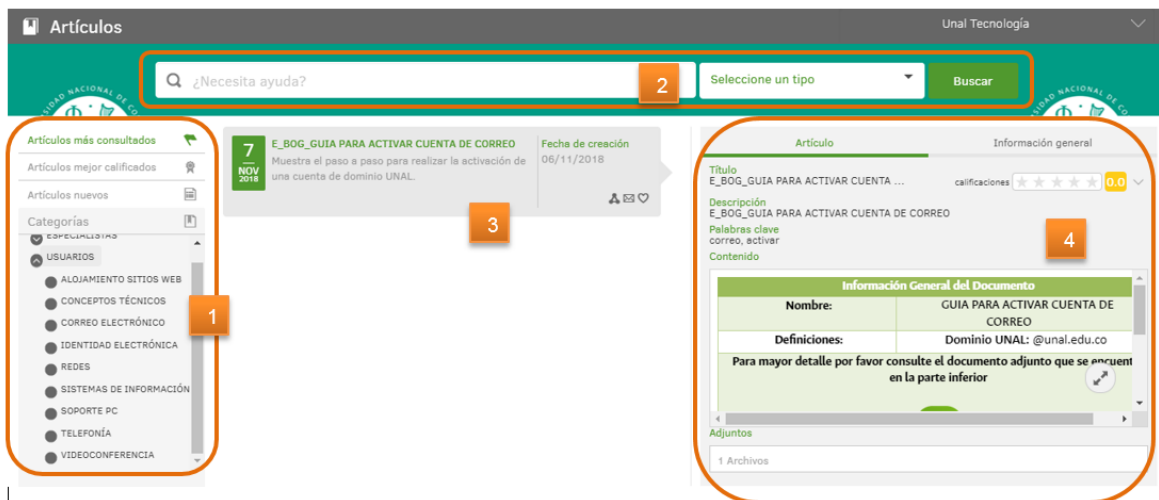 Artículos
Unal Tecnología
¿Necesita ayuda?
2
Seleccione un tipo
Buscar
NACIONAL DE
NACIONAL DE CO
Artículos más consultados
Artículos mejor calificados
Artículos nuevos
Categorías
ESPECIALISTAS
USUARIOS
ALOJAMIENTO SITIOS WEB
CONCEPTOS TÉCNICOS
CORREO ELECTRÓNICO
IDENTIDAD ELECTRÓNICA
REDES
SISTEMAS DE INFORMACIÓN
SOPORTE PC
TELEFONÍA
VIDEOCONFERENCIA
1
7
NOV
2018
E_BOG_GUIA PARA ACTIVAR CUENTA DE CORREO
Muestra el paso a paso para realizar la activación de
una cuenta de dominio UNAL.
Fecha de creación
06/11/2018
3
Artículo
Información general
Título
E_BOG_GUIA PARA ACTIVAR CUENTA ...
calificaciones
0.0
Descripción
E_BOG_GUIA PARA ACTIVAR CUENTA DE CORREO
Palabras clave
correo, activar
4
Contenido
Información General del Documento
Nombre:
GUIA PARA ACTIVAR CUENTA DE
CORREO
Definiciones:
Dominio UNAL: @unal.edu.co
Para mayor detalle por favor consulte el documento adjunto que se encuent
en la parte inferior
Adjuntos
1 Archivos